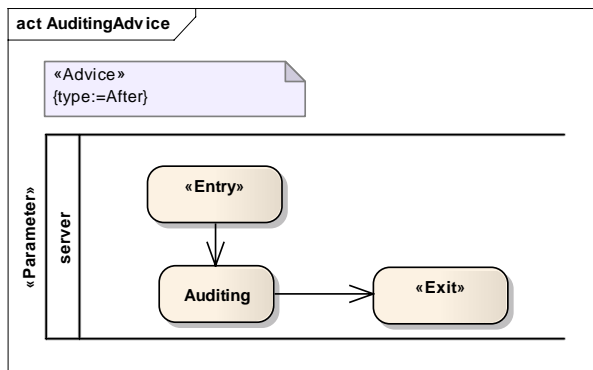 act AuditingAdvice
«Advice»
{type:=After}
«Parameter»
server
«Entry»
Auditing
«Exit»